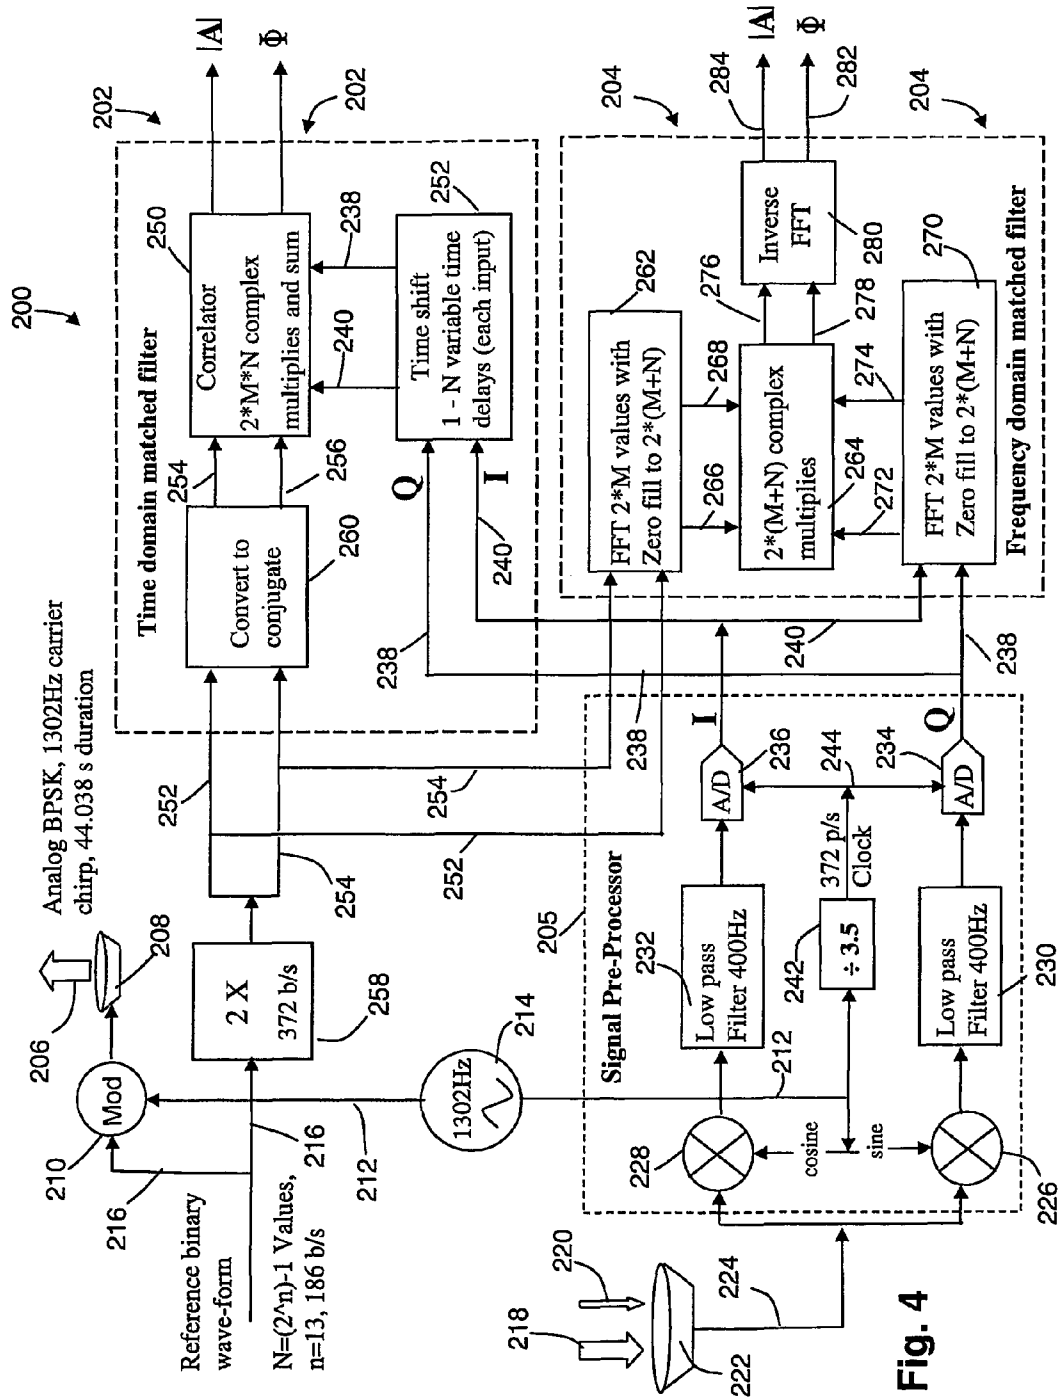 200
206
Analog BPSK, 1302Hz carrier
chirp, 44.038 s duration
208
210
Mod
216
Reference binary
wave-form
N=(2^n)-1 Values,
n=13, 186 b/s
216
212
2 X
372 b/s
258
1302Hz
214
252
254
254
252
202
202
Time domain matched filter
Convert to
conjugate
260
254
256
250
Correlator
2*M*N complex
multiplies and sum
|A|
Φ
240
238
252
Time shift
1 - N variable time
delays (each input)
Q
I
238
240
218
220
222
224
205
Signal Pre-Processor
228
226
cosine
sine
212
232
Low pass
Filter 400Hz
242
÷ 3.5
372 p/s
Clock
Low pass
Filter 400Hz
230
A/D
236
244
A/D
234
I
Q
238
240
238
204
204
262
FFT 2*M values with
Zero fill to 2*(M+N)
266
268
2*(M+N) complex
multiplies
264
272
274
276
278
Inverse
FFT
280
284
282
|A|
Φ
FFT 2*M values with
Zero fill to 2*(M+N)
270
Frequency domain matched filter
Fig. 4